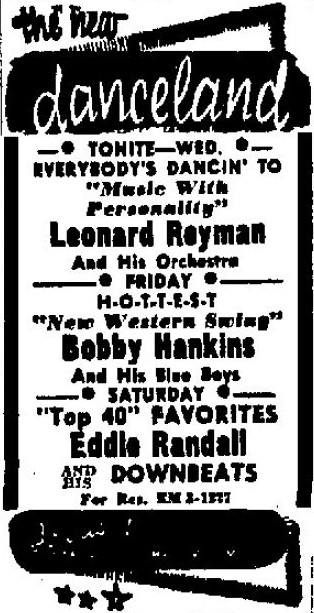 the new
danceland
TONITE—WED.
EVERYBODY'S DANCIN' TO
"Music With
Personality"
Leonard Reyman
And His Orchestra
FRIDAY
H-O-T-T-E-S-T
"New Western Swing"
Bobby Hankins
And His Blue Boys
SATURDAY
"Top 40" FAVORITES
Eddie Randall
AND HIS DOWNBEATS
For Res.